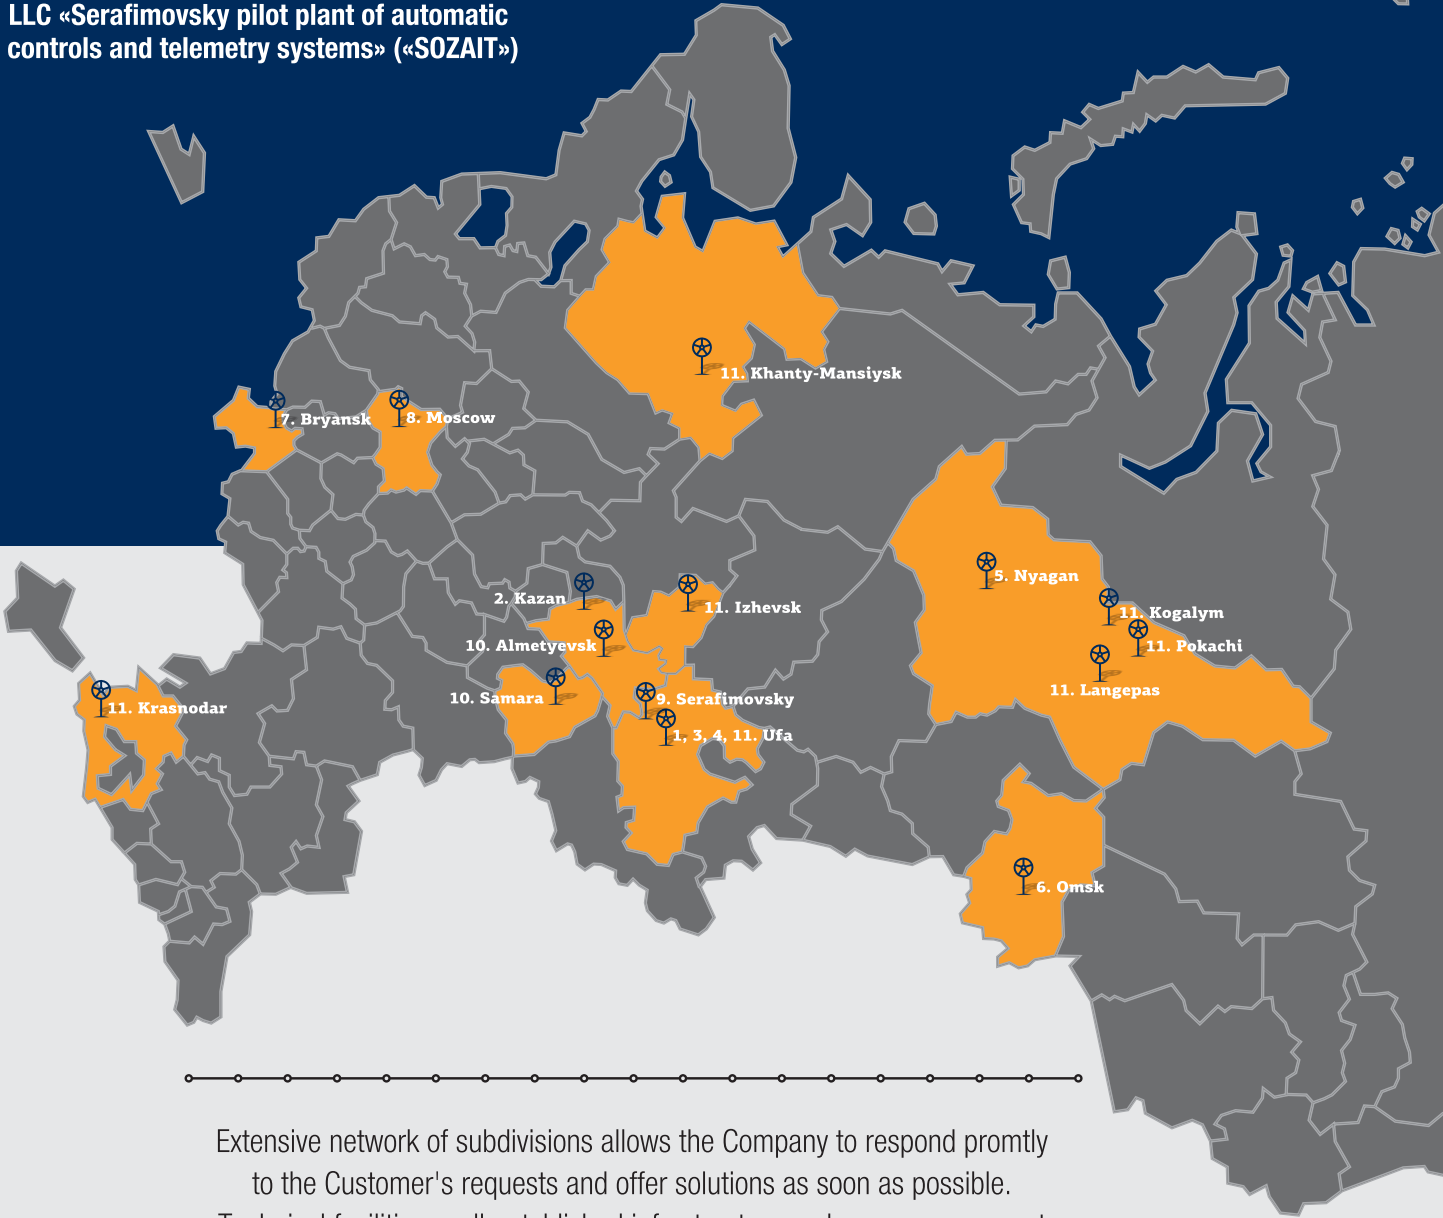 LLC «Serafimovsky pilot plant of automatic
controls and telemetry systems» («SOZAIT»)
11. Khanty-Mansiysk
7. Bryansk
8. Moscow
5. Nyagan
2. Kazan
11. Izhevsk
11. Kogalym
10. Almetyevsk
11. Pokachi
11. Langepas
10. Samara
9. Serafimovsky
11. Krasnodar
1, 3, 4, 11. Ufa
6. Omsk
Extensive network of subdivisions allows the Company to respond promtly
to the Customer's requests and offer solutions as soon as possible.